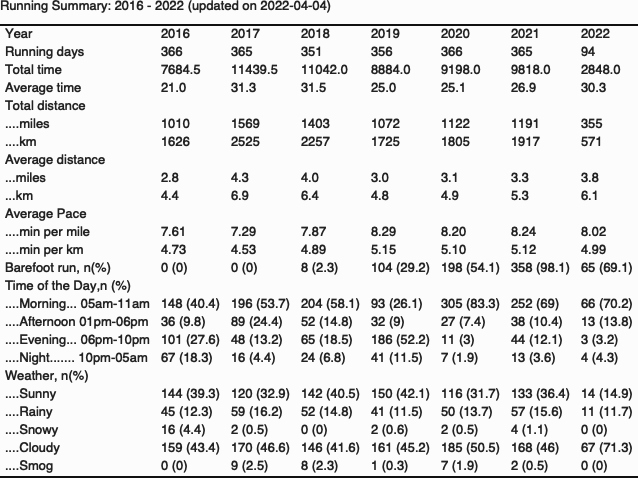 Running Summary: 2016 - 2022 (updated on 2022-04-04)
Year 2016 2017 2018 2019 2020 2021 2022
Running days 366 365 351 356 366 365 94
Total time 7684.5 11439.5 11042.0 8884.0 9198.0 9818.0 2848.0
Average time 21.0 31.3 31.5 25.0 25.1 26.9 30.3
Total distance
....miles 1010 1569 1403 1072 1122 1191 355
....km 1626 2525 2257 1725 1805 1917 571
Average distance
...miles 2.8 4.3 4.0 3.0 3.1 3.3 3.8
...km 4.4 6.9 6.4 4.8 4.9 5.3 6.1
Average Pace
....min per mile 7.61 7.29 7.87 8.29 8.20 8.24 8.02
....min per km 4.73 4.53 4.89 5.15 5.10 5.12 4.99
Barefoot run, n(%) 0 (0) 0 (0) 8 (2.3) 104 (29.2) 198 (54.1) 358 (98.1) 65 (69.1)
Time of the Day,n (%)
....Morning... 05am-11am 148 (40.4) 196 (53.7) 204 (58.1) 93 (26.1) 305 (83.3) 252 (69) 66 (70.2)
....Afternoon 01pm-06pm 36 (9.8) 89 (24.4) 52 (14.8) 32 (9) 27 (7.4) 38 (10.4) 13 (13.8)
....Evening... 06pm-10pm 101 (27.6) 48 (13.2) 65 (18.5) 186 (52.2) 11 (3) 44 (12.1) 3 (3.2)
....Night....... 10pm-05am 67 (18.3) 16 (4.4) 24 (6.8) 41 (11.5) 7 (1.9) 13 (3.6) 4 (4.3)
Weather, n(%)
....Sunny 144 (39.3) 120 (32.9) 142 (40.5) 150 (42.1) 116 (31.7) 133 (36.4) 14 (14.9)
....Rainy 45 (12.3) 59 (16.2) 52 (14.8) 41 (11.5) 50 (13.7) 57 (15.6) 11 (11.7)
....Snowy 16 (4.4) 2 (0.5) 0 (0) 2 (0.6) 2 (0.5) 4 (1.1) 0 (0)
....Cloudy 159 (43.4) 170 (46.6) 146 (41.6) 161 (45.2) 185 (50.5) 168 (46) 67 (71.3)
....Smog 0 (0) 9 (2.5) 8 (2.3) 1 (0.3) 7 (1.9) 2 (0.5) 0 (0)